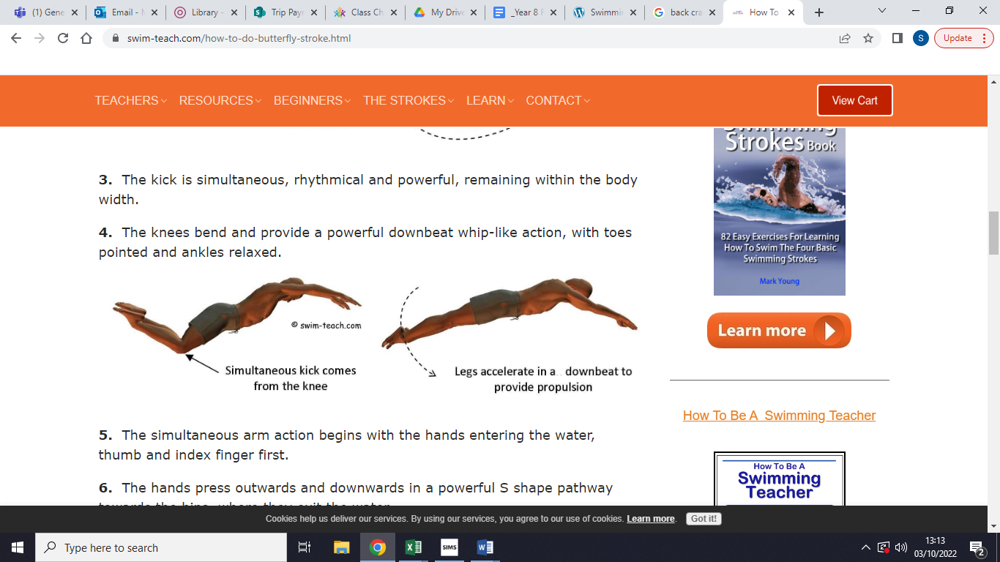 (1) Gene
Email -
Library -
Trip Payr
Class Ch
My Drive
_Year 8 F
Swimmin
back cra
How To
swim-teach.com/how-to-do-butterfly-stroke.html
S
Update
TEACHERS RESOURCES BEGINNERS THE STROKES LEARN CONTACT
View Cart
3. The kick is simultaneous, rhythmical and powerful, remaining within the body
width.
4. The knees bend and provide a powerful downbeat whip-like action, with toes
pointed and ankles relaxed.
© swim-teach.com
Simultaneous kick comes
from the knee
Legs accelerate in a downbeat to
provide propulsion
5. The simultaneous arm action begins with the hands entering the water,
thumb and index finger first.
6. The hands press outwards and downwards in a powerful S shape pathway
Strokes Book
82 Easy Exercises For Learning
How To Swim The Four Basic
Swimming Strokes
Mark Young
Learn more
How To Be A Swimming Teacher
How To Be A
Swimming
Teacher
Cookies help us deliver our services. By using our services, you agree to our use of cookies. Learn more. Got it!
Type here to search
SIMS
13:13
03/10/2022
2